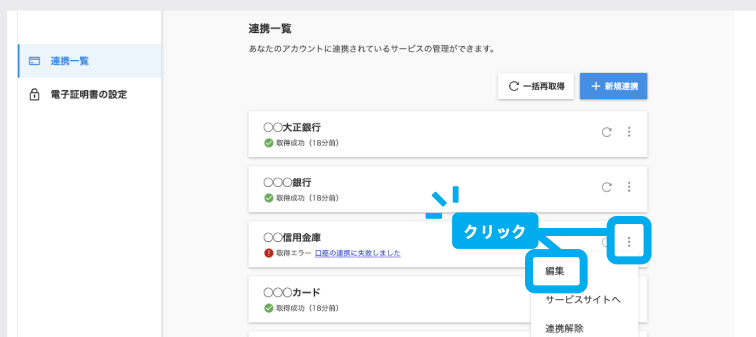 連携一覧
あなたのアカウントに連携されているサービスの管理ができます。
連携一覧
電子証明書の設定
一括再取得
+ 新規連携
〇〇大正銀行
取得成功（18分前）
〇〇〇銀行
取得成功（18分前）
クリック
〇〇信用金庫
取得エラー 口座の連携に失敗しました
編集
〇〇〇カード
取得成功（18分前）
サービスサイトへ
連携解除